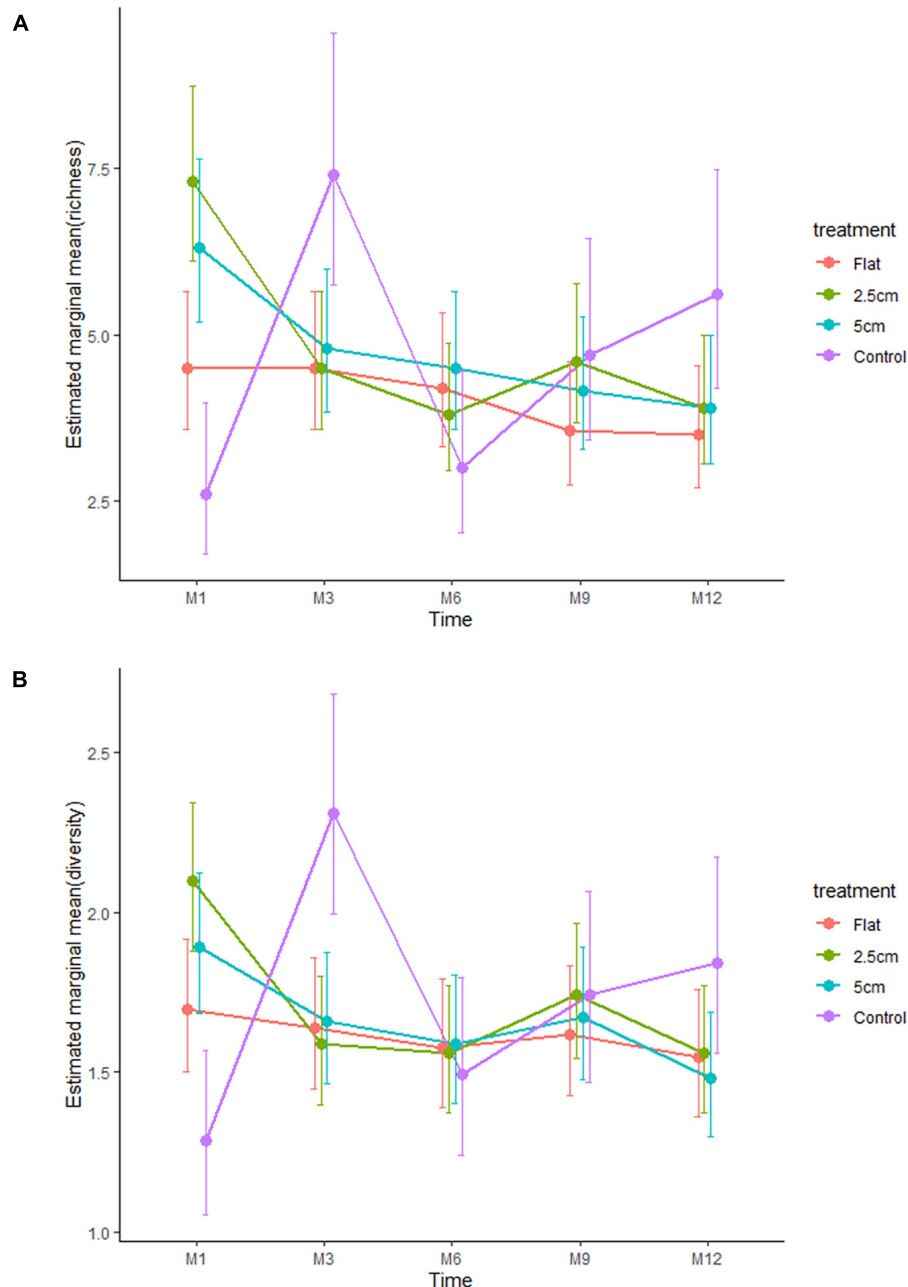 A
Estimated marginal mean(richness)
7.5
5.0
2.5
M1 M3 M6 M9 M12
Time
treatment
Flat
2.5cm
5cm
Control
B
Estimated marginal mean(diversity)
2.5
2.0
1.5
1.0
M1 M3 M6 M9 M12
Time
treatment
Flat
2.5cm
5cm
Control